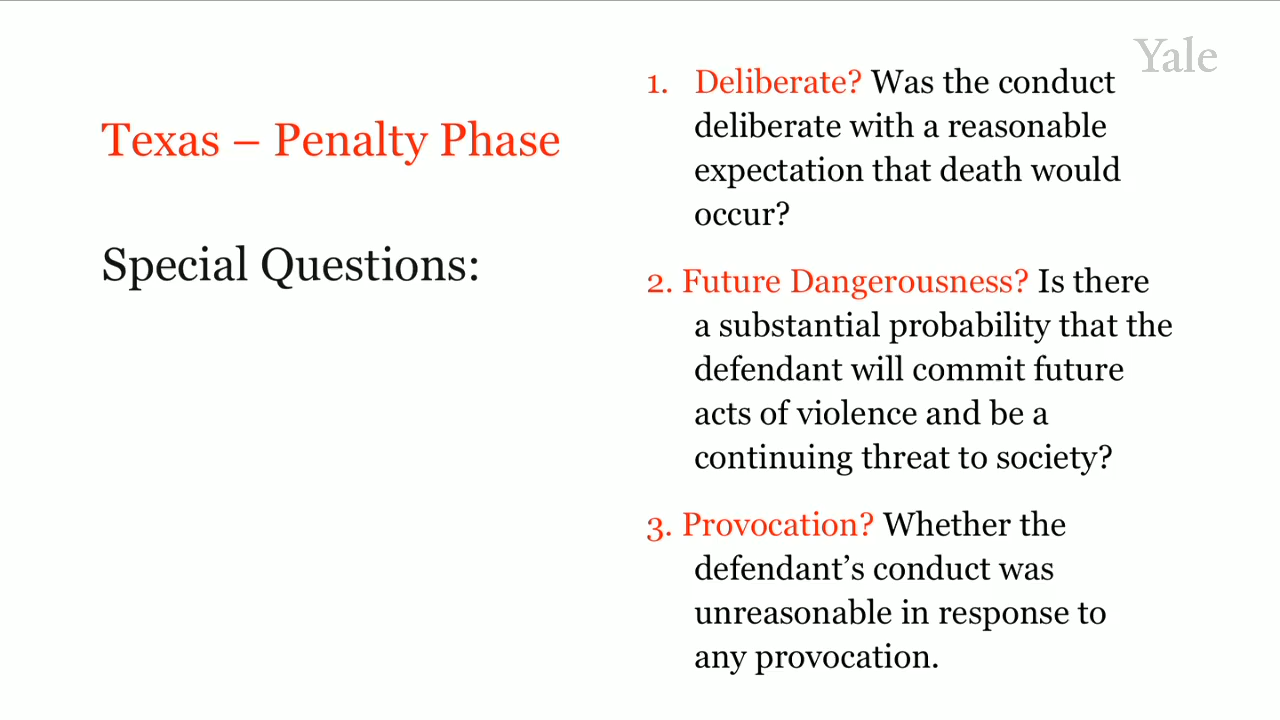 Yale
Texas – Penalty Phase
Special Questions:
1. Deliberate? Was the conduct
deliberate with a reasonable
expectation that death would
occur?
2. Future Dangerousness? Is there
a substantial probability that the
defendant will commit future
acts of violence and be a
continuing threat to society?
3. Provocation? Whether the
defendant’s conduct was
unreasonable in response to
any provocation.